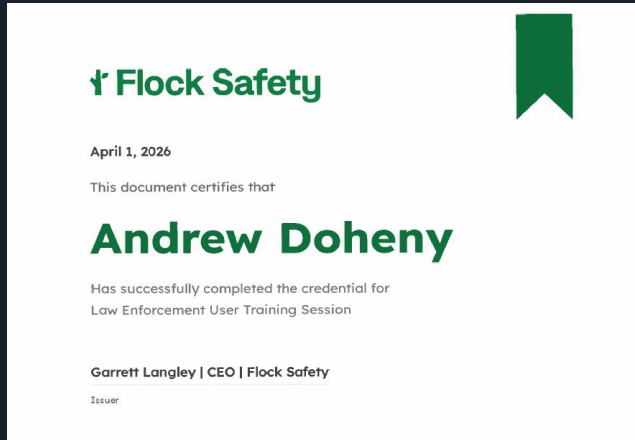 Flock Safety
April 1, 2026
This document certifies that
Andrew Doheny
Has successfully completed the credential for
Law Enforcement User Training Session
Garrett Langley | CEO | Flock Safety
Issuer